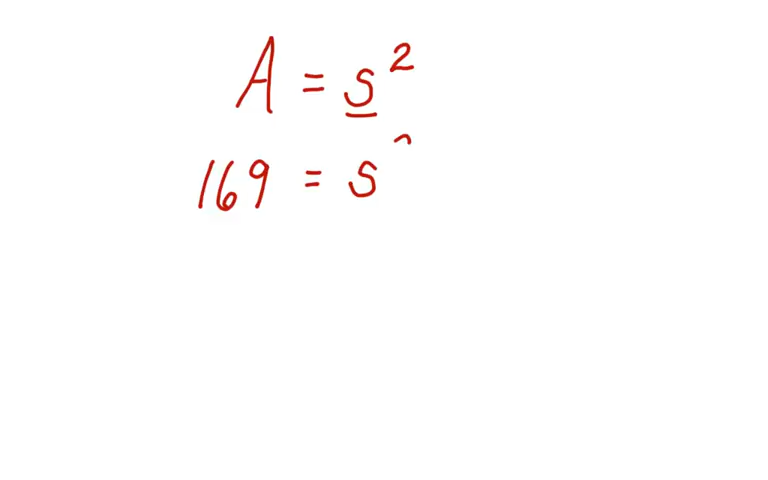 A = s²
169 = s